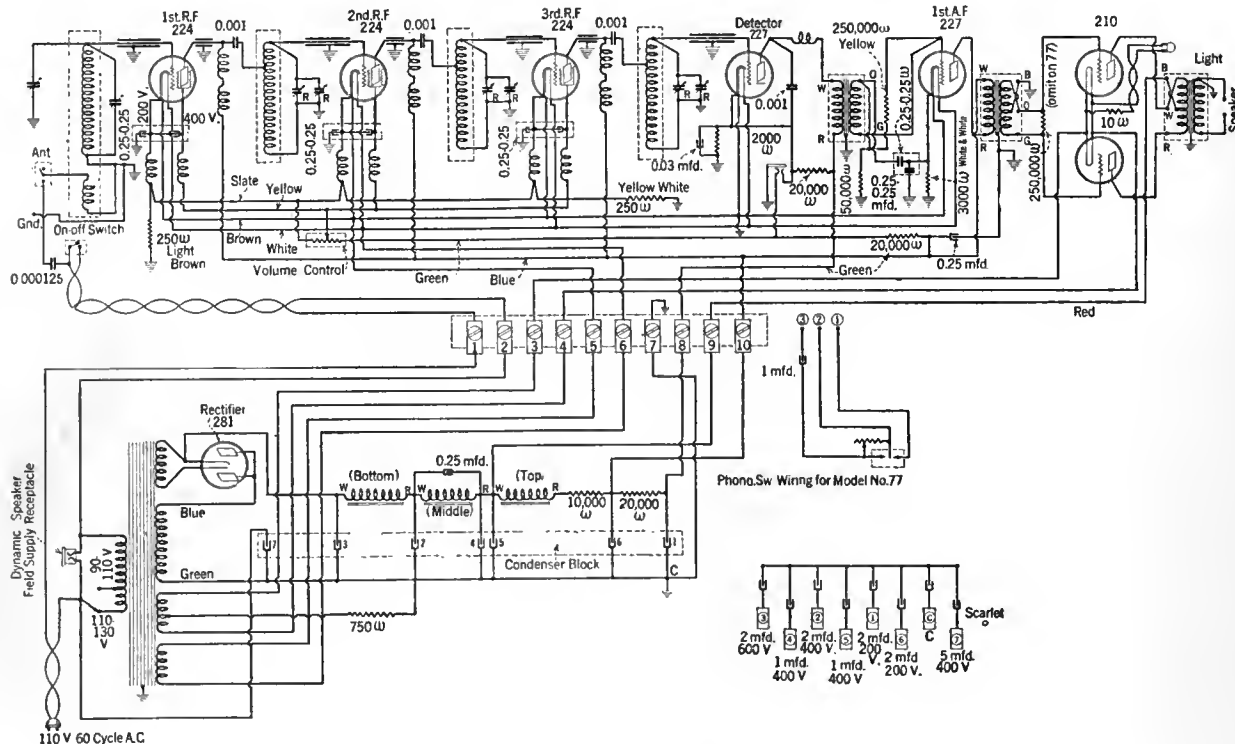 1st.R.F
224
2nd.R.F
224
3rd.R.F
224
Detector
227
1st.A.F
227
210
0.001
0.001
0.001
250,000ω
Yellow
(omit on 77)
Light
Speaker
200 V.
400 V.
0.25-0.25
0.25-0.25
0.25-0.25
0.25-0.25ω
R
R
R
R
R
R
W
R
O
G
W
R
B
O
G
B
W
R
10 ω
0.001
2000
ω
0.03 mfd.
20,000
ω
50,000ω
0.25
0.25
mfd.
3000ω
White & White
250,000ω
Ant
Gnd.
On-off Switch
0 000125
250ω
Light
Brown
Slate
Yellow
Brown
White
Volume Control
Green
Blue
Yellow White
250 ω
20,000
ω
Green
0.25 mfd.
Red
1
2
3
4
5
6
7
8
9
10
③
②
①
1 mfd.
Phono.Sw Wiring for Model No.77
Rectifier
281
Dynamic Speaker
Field Supply Receptacle
Blue
Green
90-
110 V
110-
130
V
110 V 60 Cycle A.C
(Bottom)
W
R
0.25 mfd.
W
R
(Middle)
(Top)
W
R
10,000
ω
20,000
ω
7
3
2
4
5
6
1
Condenser Block
C
750 ω
Scarlet
③
2 mfd.
600 V.
④
1 mfd.
400 V
②
2 mfd.
400 V.
⑤
1 mfd.
400 V
①
2 mfd.
200
V.
⑥
2 mfd
200 V.
C
C
⑦
5 mfd.
400 V